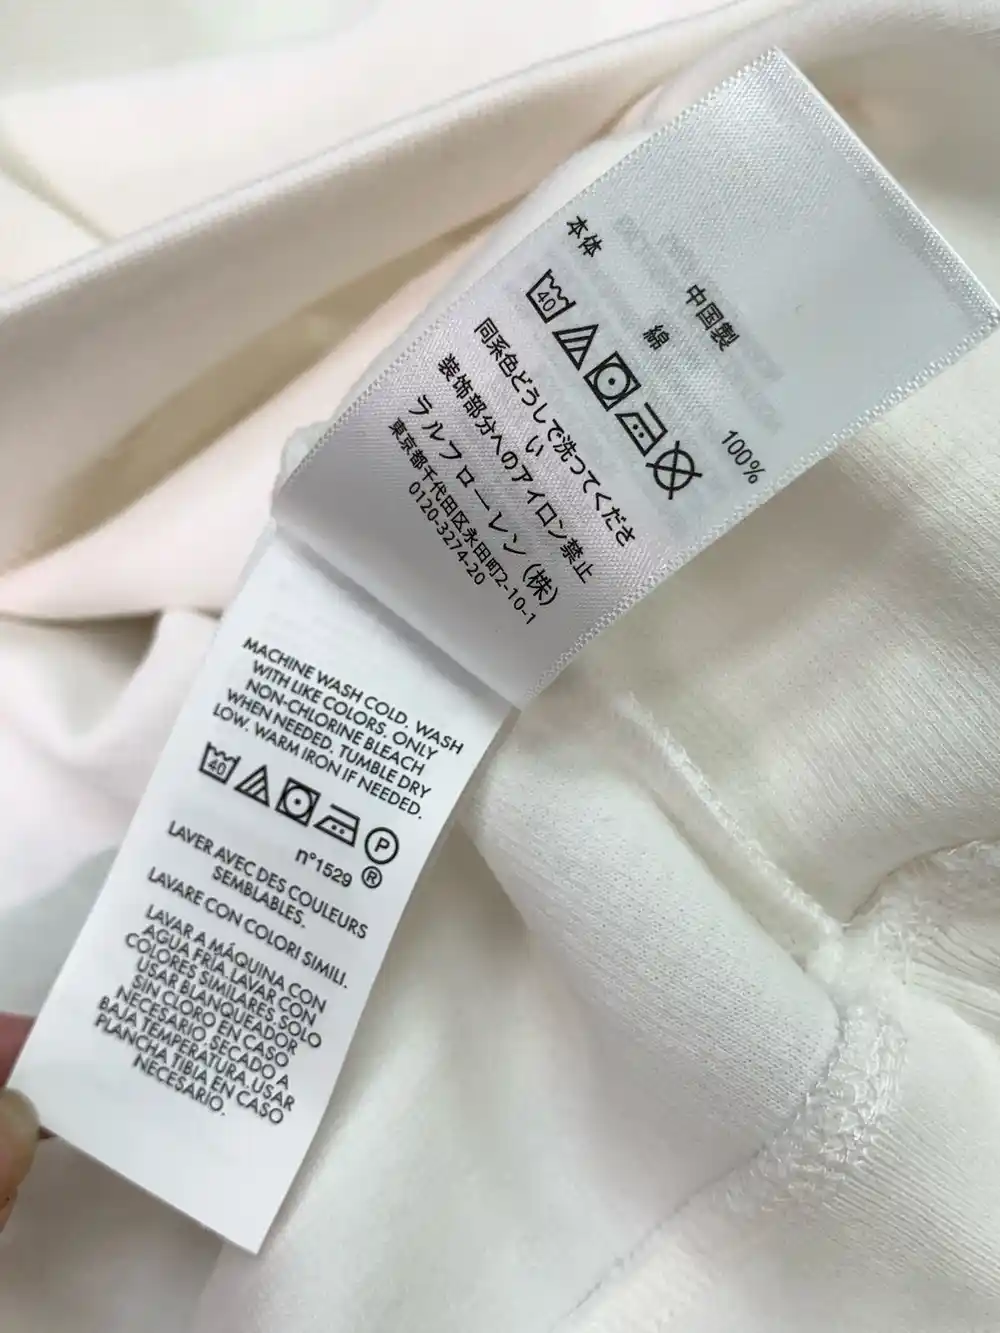 本体
綿 100%
中国製
40
同系色どうしで洗ってくださ
い
装飾部分へのアイロン禁止
ラルフローレン（株）
東京都千代田区永田町2-10-1
0120-3274-20
MACHINE WASH COLD. WASH
WITH LIKE COLORS. ONLY
NON-CHLORINE BLEACH
WHEN NEEDED. TUMBLE DRY
LOW. WARM IRON IF NEEDED.
40 P
n°1529 ®
LAVER AVEC DES COULEURS
SEMBLABLES.
LAVARE CON COLORI SIMILI.
LAVAR A MÁQUINA CON
AGUA FRÍA. LAVAR CON
COLORES SIMILARES. SOLO
USAR BLANQUEADOR
SIN CLORO EN CASO
NECESARIO. SECADO A
BAJA TEMPERATURA. USAR
PLANCHA TIBIA EN CASO
NECESARIO.